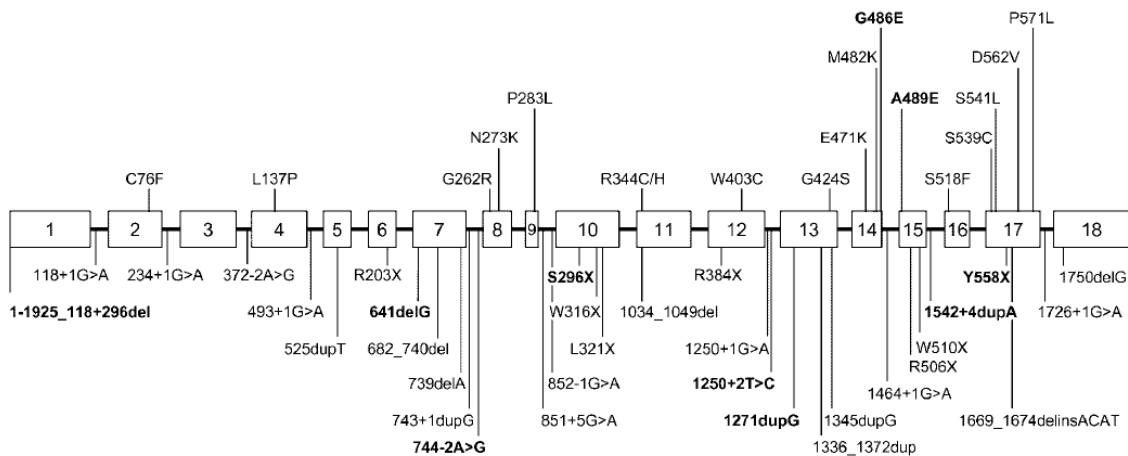 G486E P571L
M482K D562V
P283L A489E S541L
N273K E471K S539C
C76F L137P G262R R344C/H W403C G424S S518F
1 2 3 4 5 6 7 8 9 10 11 12 13 14 15 16 17 18
118+1G>A 234+1G>A 372-2A>G R203X S296X R384X Y558X 1750delG
1-1925_118+296del 493+1G>A 641delG W316X 1034_1049del 1542+4dupA 1726+1G>A
525dupT 682_740del L321X 1250+1G>A W510X
R506X
739delA 852-1G>A 1250+2T>C 1464+1G>A
743+1dupG 851+5G>A 1271dupG 1345dupG 1669_1674delinsACAT
744-2A>G 1336_1372dup